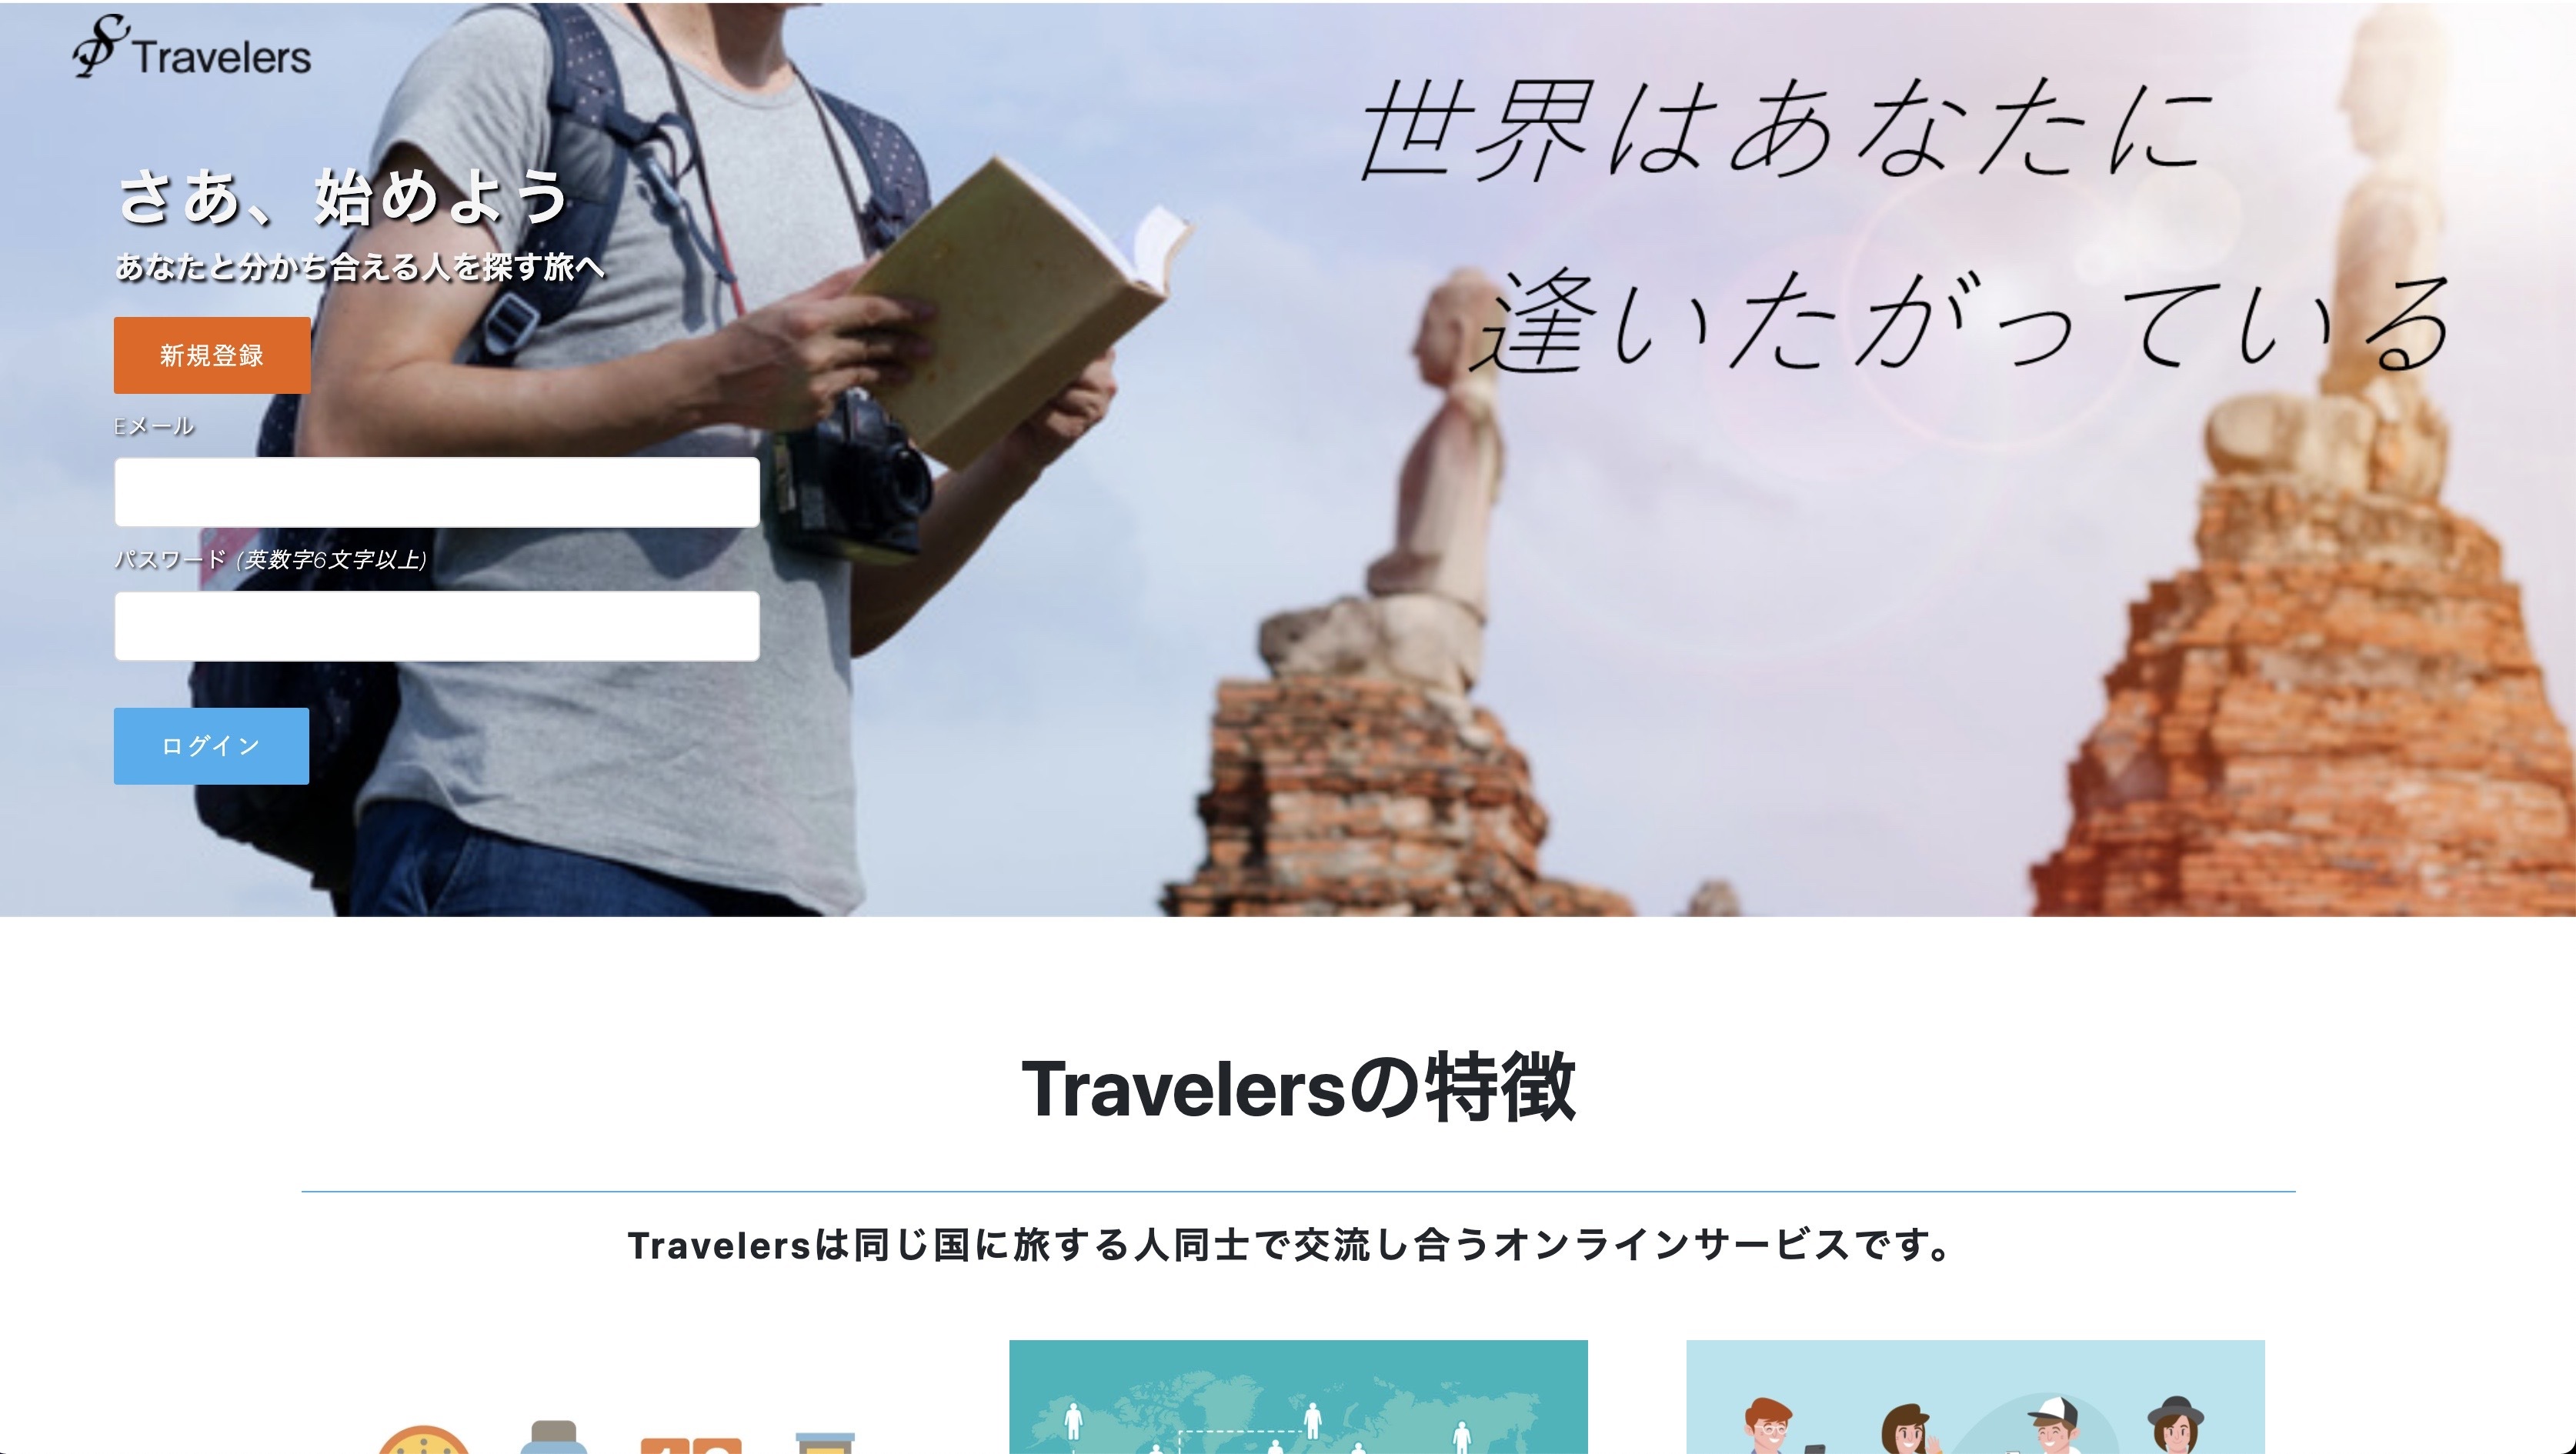 Travelers
世界はあなたに
逢いたがっている
さあ、始めよう
あなたと分かち合える人を探す旅へ
新規登録
Eメール
パスワード (英数字6文字以上)
ログイン
Travelersの特徴
Travelersは同じ国に旅する人同士で交流し合うオンラインサービスです。